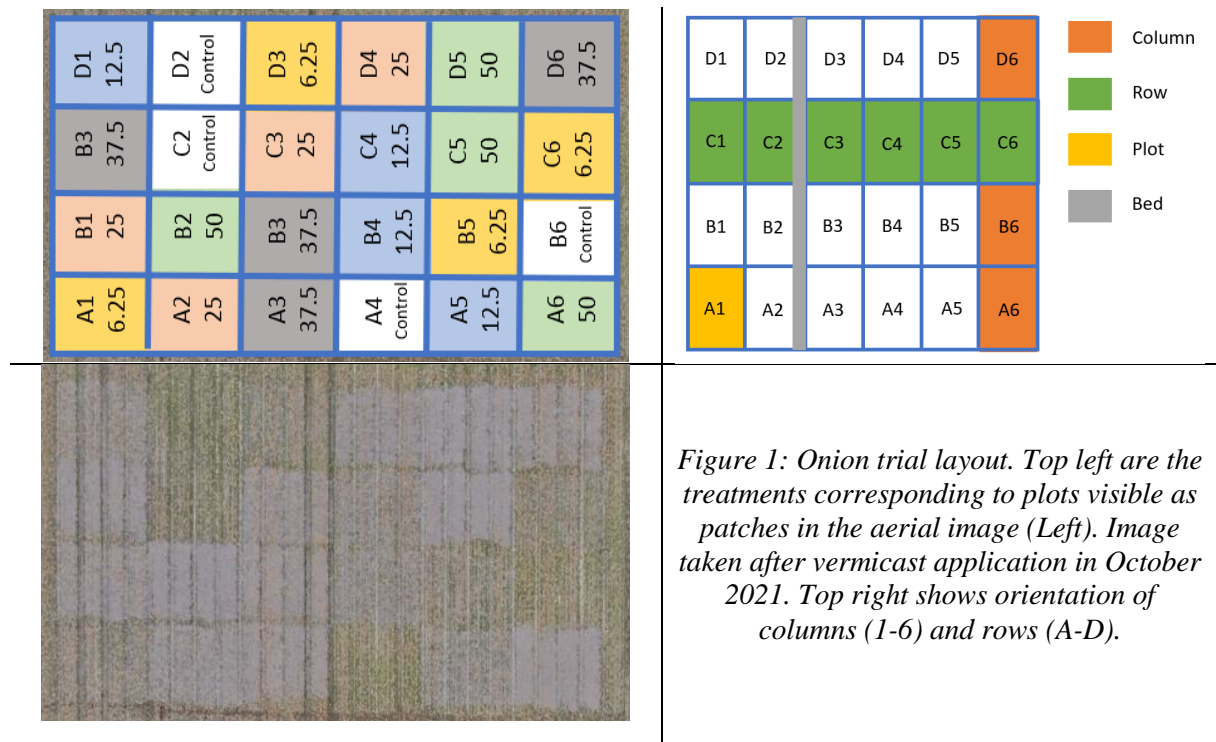 D1
12.5
D2
Control
D3
6.25
D4
25
D5
50
D6
37.5
B3
37.5
C2
Control
C3
25
C4
12.5
C5
50
C6
6.25
B1
25
B2
50
B3
37.5
B4
12.5
B5
6.25
B6
Control
A1
6.25
A2
25
A3
37.5
A4
Control
A5
12.5
A6
50
D1 D2 D3 D4 D5 D6
C1 C2 C3 C4 C5 C6
B1 B2 B3 B4 B5 B6
A1 A2 A3 A4 A5 A6
Column
Row
Plot
Bed
Figure 1: Onion trial layout. Top left are the
treatments corresponding to plots visible as
patches in the aerial image (Left). Image
taken after vermicast application in October
2021. Top right shows orientation of
columns (1-6) and rows (A-D).